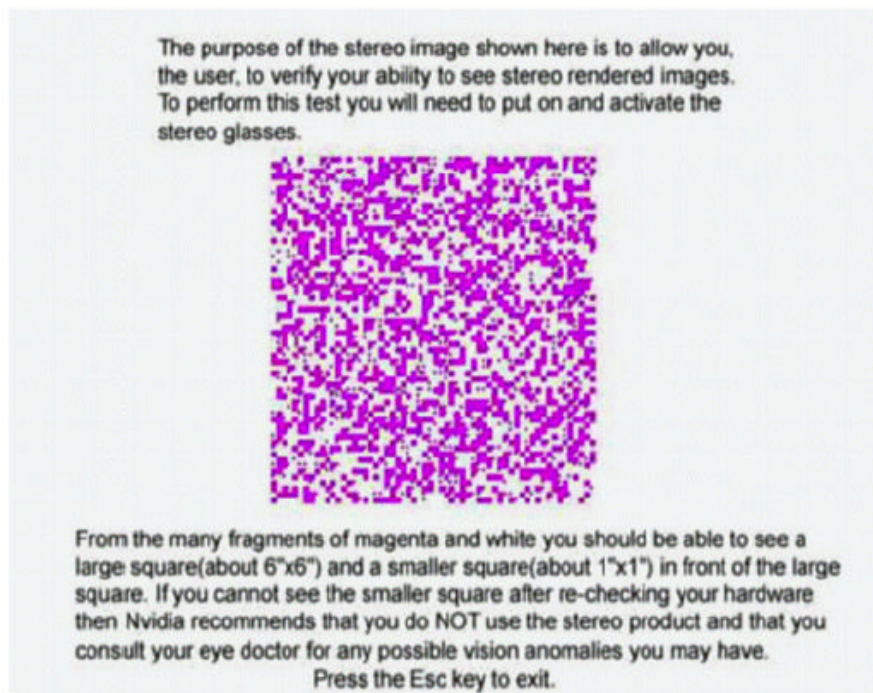 The purpose of the stereo image shown here is to allow you,
the user, to verify your ability to see stereo rendered images.
To perform this test you will need to put on and activate the
stereo glasses.
From the many fragments of magenta and white you should be able to see a
large square(about 6"x6") and a smaller square(about 1"x1") in front of the large
square. If you cannot see the smaller square after re-checking your hardware
then Nvidia recommends that you do NOT use the stereo product and that you
consult your eye doctor for any possible vision anomalies you may have.
Press the Esc key to exit.